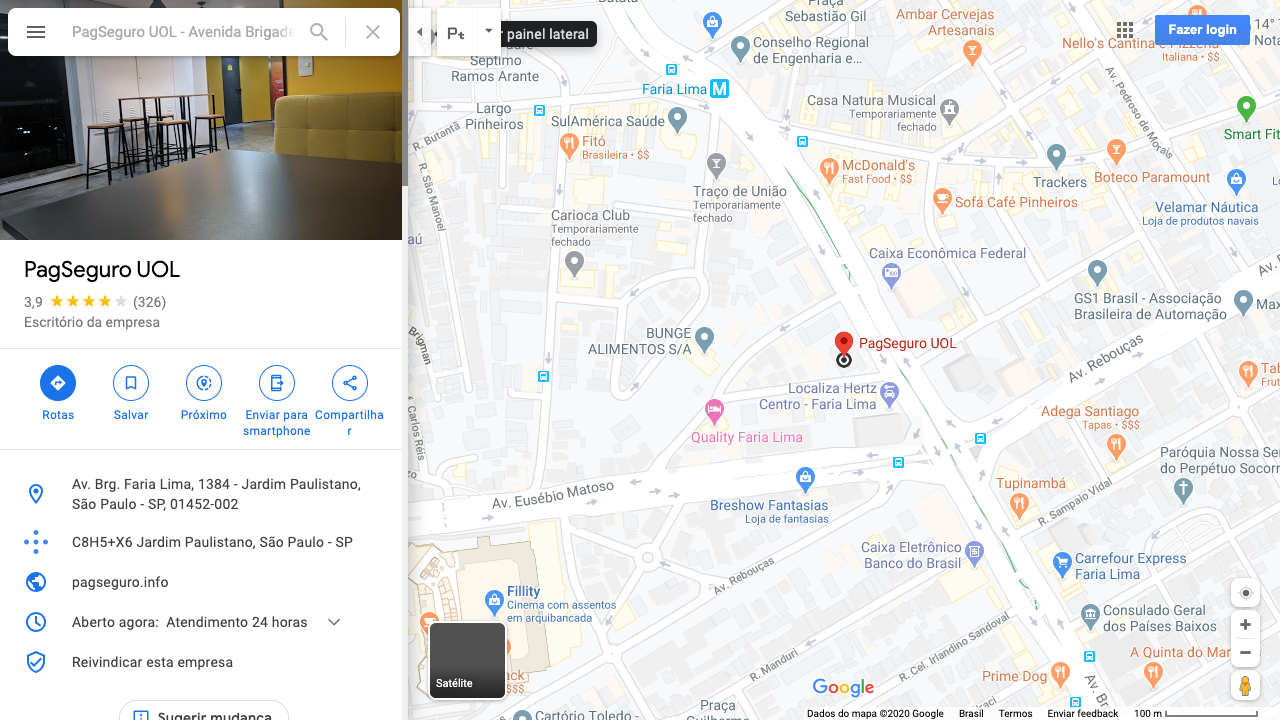 PagSeguro UOL - Avenida Brigade
PagSeguro UOL
3,9
(326)
Escritório da empresa
Rotas
Salvar
Próximo
Enviar para
smartphone
Compartilha
r
Av. Brg. Faria Lima, 1384 - Jardim Paulistano,
São Paulo - SP, 01452-002
C8H5+X6 Jardim Paulistano, São Paulo - SP
pagseguro.info
Aberto agora: Atendimento 24 horas
Reivindicar esta empresa
Sugerir mudança
painel lateral
Fazer login
Praça
Sebastião Gil
Ambar Cervejas
Artesanais
Conselho Regional
de Engenharia e...
Nello's Cantina e Pizzeria
Italiana • $$
Septimo
Ramos Arante
Faria Lima
M
Largo
Pinheiros
SulAmérica Saúde
Casa Natura Musical
Temporariamente
fechado
Av. Pedroso de Morais
Smart Fit
R. Butantã
Fitó
Brasileira • $$
McDonald's
Fast Food • $$
Trackers
Boteco Paramount
R. São Manoel
Traço de União
Temporariamente
fechado
Sofá Café Pinheiros
Velamar Náutica
Loja de produtos navais
Carioca Club
Temporariamente
fechado
Caixa Econômica Federal
GS1 Brasil - Associação
Brasileira de Automação
BUNGE
ALIMENTOS S/A
PagSeguro UOL
Av. Rebouças
Localiza Hertz
Centro - Faria Lima
Quality Faria Lima
Adega Santiago
Tapas • $$$
Brigman
Carlos Reis
Av. Eusébio Matoso
Breshow Fantasias
Loja de fantasias
Tupinambá
R. Sampaio Vidal
Paróquia Nossa Sen
do Perpétuo Socorr
Caixa Eletrônico
Banco do Brasil
Av. Rebouças
Carrefour Express
Faria Lima
Fillity
Cinema com assentos
em arquibancada
Consulado Geral
dos Países Baixos
R. Manduri
R. Cel. Irlandino Sandoval
A Quinta do Mar
Prime Dog
Satélite
$$$
Cartório Toledo -
Praça
Guilherme
Google
Dados do mapa ©2020 Google
Brasil
Termos
Enviar feedback
100 m